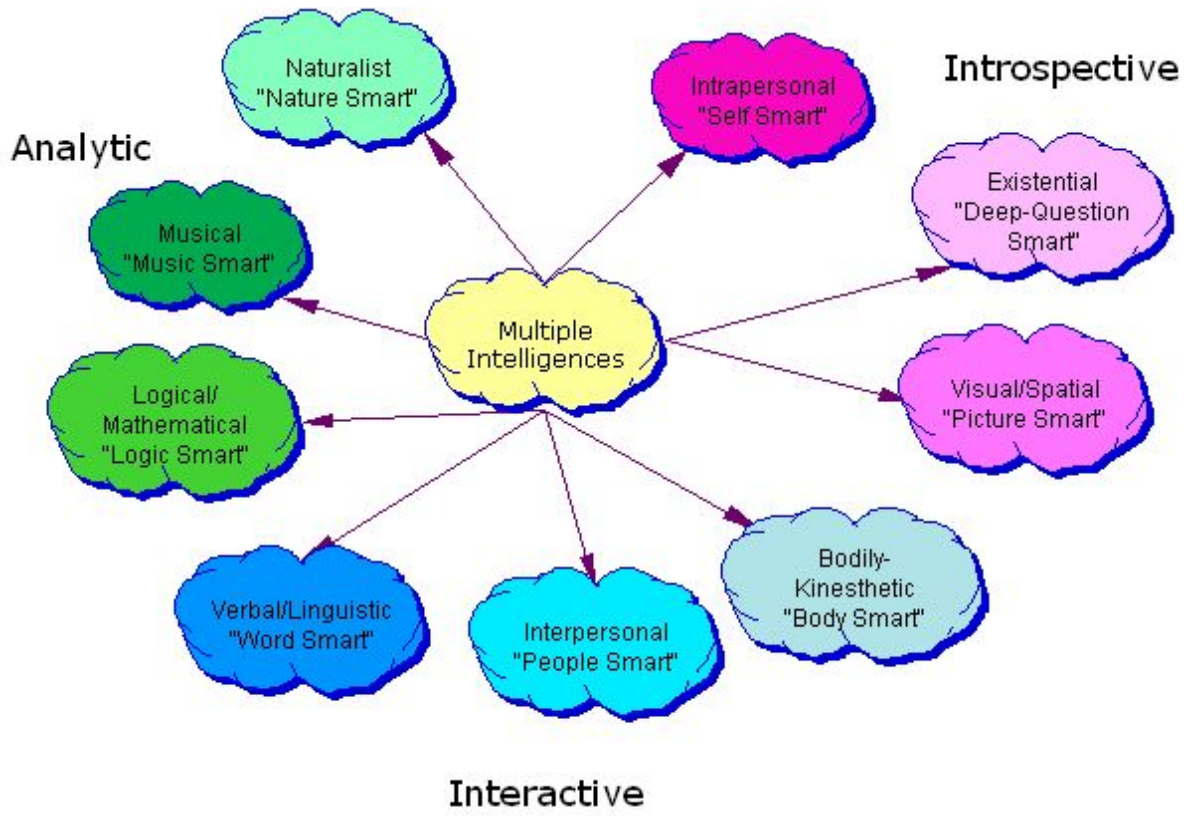 Naturalist
"Nature Smart"
Intrapersonal
"Self Smart"
Introspective
Analytic
Existential
"Deep-Question
Smart"
Musical
"Music Smart"
Multiple
Intelligences
Logical/
Mathematical
"Logic Smart"
Visual/Spatial
"Picture Smart"
Bodily-
Kinesthetic
"Body Smart"
Verbal/Linguistic
"Word Smart"
Interpersonal
"People Smart"
Interactive